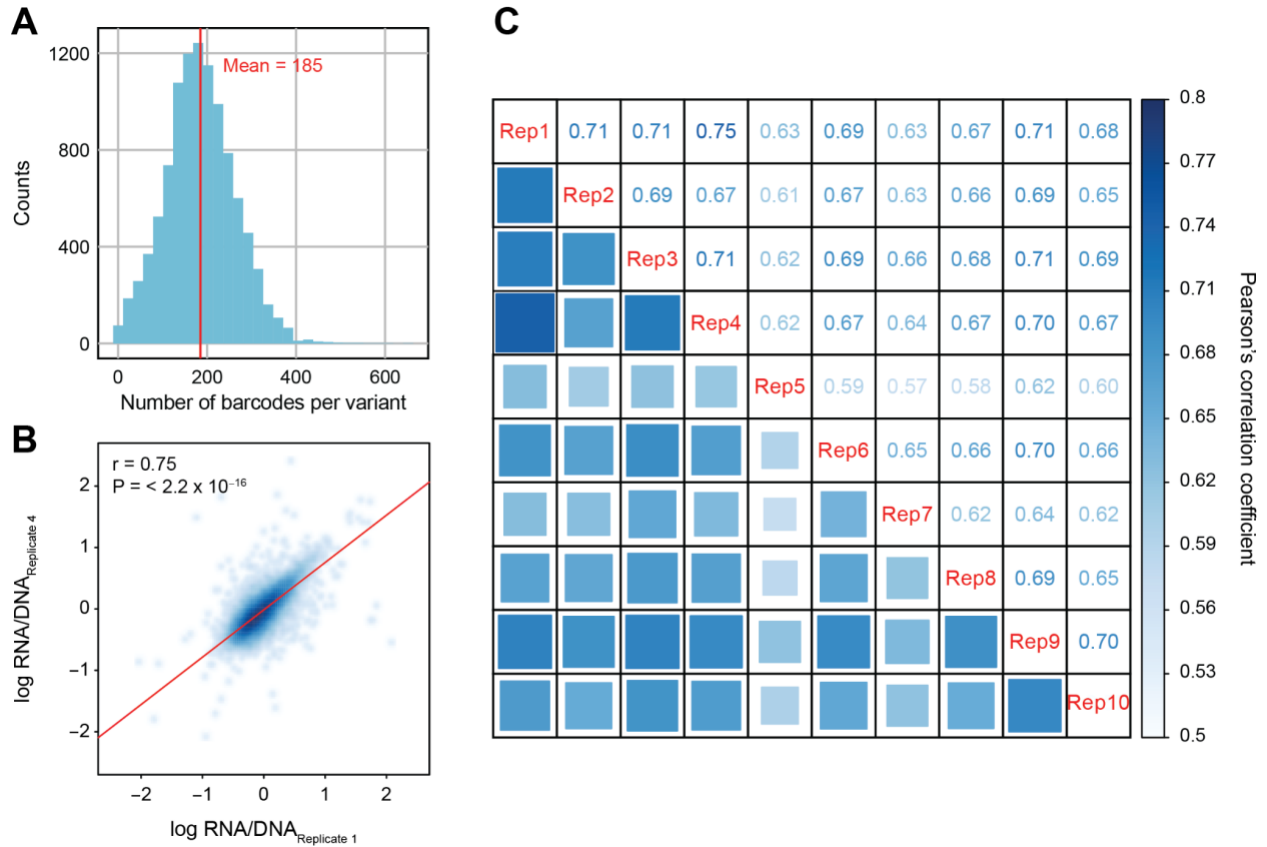 A
1200
800
400
0
Mean = 185
Counts
0 200 400 600
Number of barcodes per variant
B
r = 0.75
P = < 2.2 x 10⁻¹⁶
2
1
0
−1
−2
log RNA/DNA Replicate 4
−2 −1 0 1 2
log RNA/DNA Replicate 1
C
Rep1 0.71 0.71 0.75 0.63 0.69 0.63 0.67 0.71 0.68
Rep2 0.69 0.67 0.61 0.67 0.63 0.66 0.69 0.65
Rep3 0.71 0.62 0.69 0.66 0.68 0.71 0.69
Rep4 0.62 0.67 0.64 0.67 0.70 0.67
Rep5 0.59 0.57 0.58 0.62 0.60
Rep6 0.65 0.66 0.70 0.66
Rep7 0.62 0.64 0.62
Rep8 0.69 0.65
Rep9 0.70
Rep10
0.8
0.77
0.74
0.71
0.68
0.65
0.62
0.59
0.56
0.53
0.5
Pearson's correlation coefficient